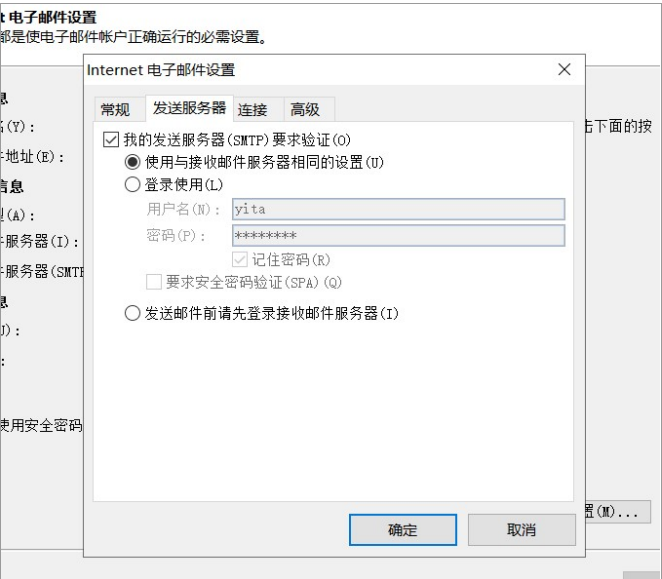 t 电子邮件设置
都是使电子邮件帐户正确运行的必需设置。
Internet 电子邮件设置
常规 发送服务器 连接 高级
我的发送服务器(SMTP)要求验证(O)
使用与接收邮件服务器相同的设置(U)
登录使用(L)
用户名(N): yita
密码(P): ********
记住密码(R)
要求安全密码验证(SPA)(Q)
发送邮件前请先登录接收邮件服务器(I)
确定 取消
息
(Y):
击下面的按
件地址(E):
信息
(A):
件服务器(I):
件服务器(SMTP
息
U):
:
使用安全密码
置(M)...